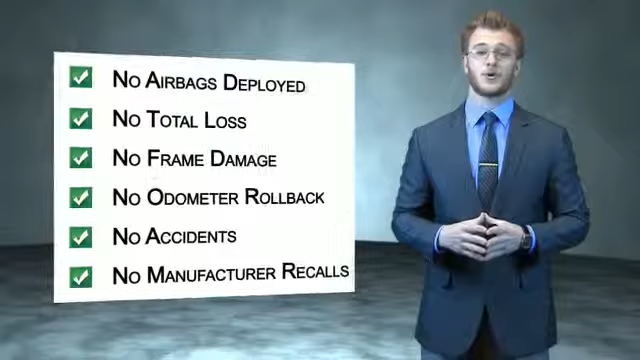 No Airbags Deployed
No Total Loss
No Frame Damage
No Odometer Rollback
No Accidents
No Manufacturer Recalls